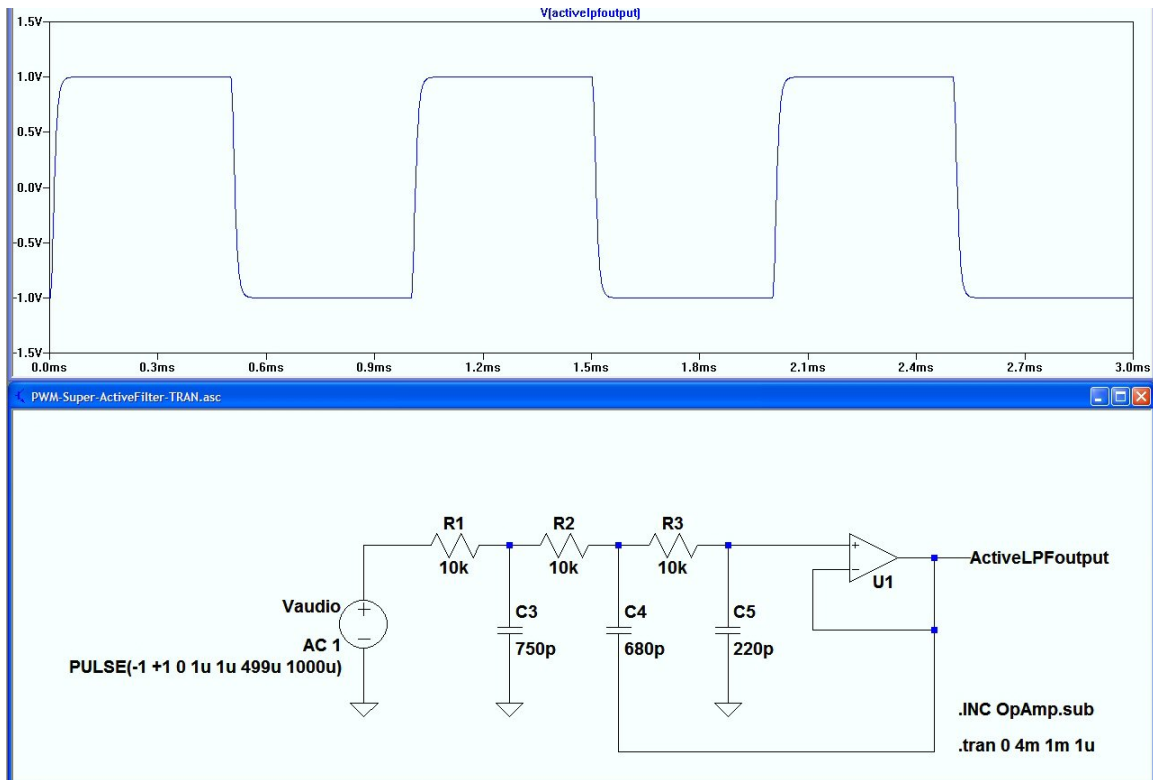 V(activelpfoutput)
1.5V
1.0V
0.5V
0.0V
-0.5V
-1.0V
-1.5V
0.0ms 0.3ms 0.6ms 0.9ms 1.2ms 1.5ms 1.8ms 2.1ms 2.4ms 2.7ms 3.0ms
PWM-Super-ActiveFilter-TRAN.asc
R1 R2 R3
10k 10k 10k
ActiveLPFoutput
U1
Vaudio
AC 1
PULSE(-1 +1 0 1u 1u 499u 1000u)
C3 C4 C5
750p 680p 220p
.INC OpAmp.sub
.tran 0 4m 1m 1u